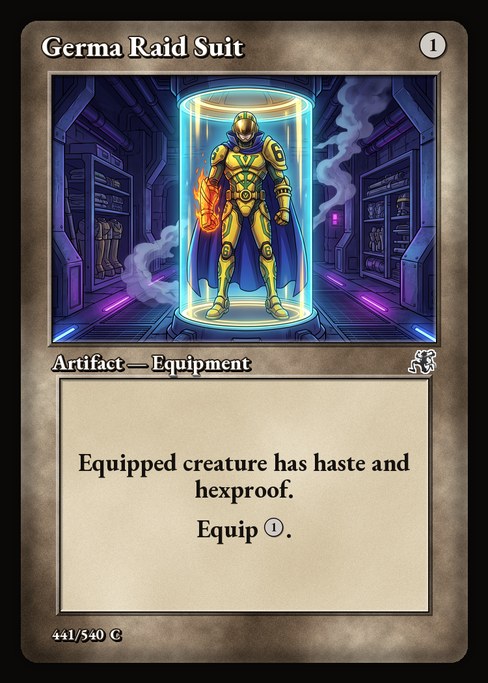 Germa Raid Suit
1
Artifact — Equipment
Equipped creature has haste and
hexproof.
Equip 1.
441/540 C